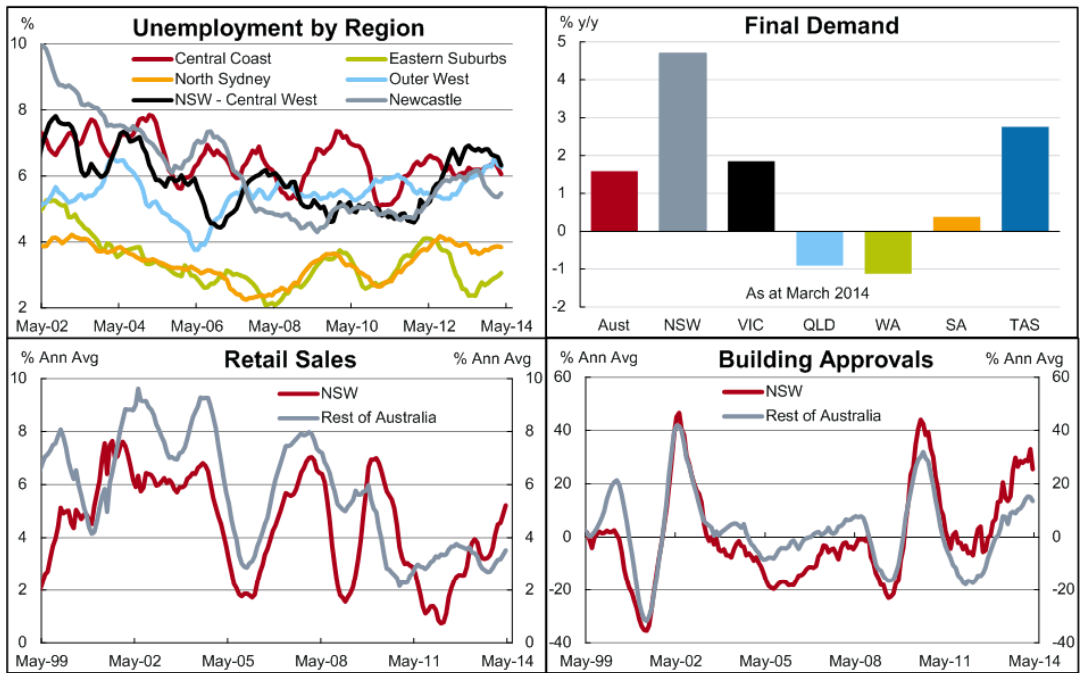 Unemployment by Region
%
10
8
6
4
2
Central Coast
Eastern Suburbs
North Sydney
Outer West
NSW - Central West
Newcastle
May-02 May-04 May-06 May-08 May-10 May-12 May-14
Final Demand
% y/y
5
4
3
2
1
0
-1
-2
As at March 2014
Aust NSW VIC QLD WA SA TAS
Retail Sales
% Ann Avg % Ann Avg
10 10
8 8
6 6
4 4
2 2
0 0
NSW
Rest of Australia
May-99 May-02 May-05 May-08 May-11 May-14
Building Approvals
% Ann Avg % Ann Avg
60 60
40 40
20 20
0 0
-20 -20
-40 -40
NSW
Rest of Australia
May-99 May-02 May-05 May-08 May-11 May-14